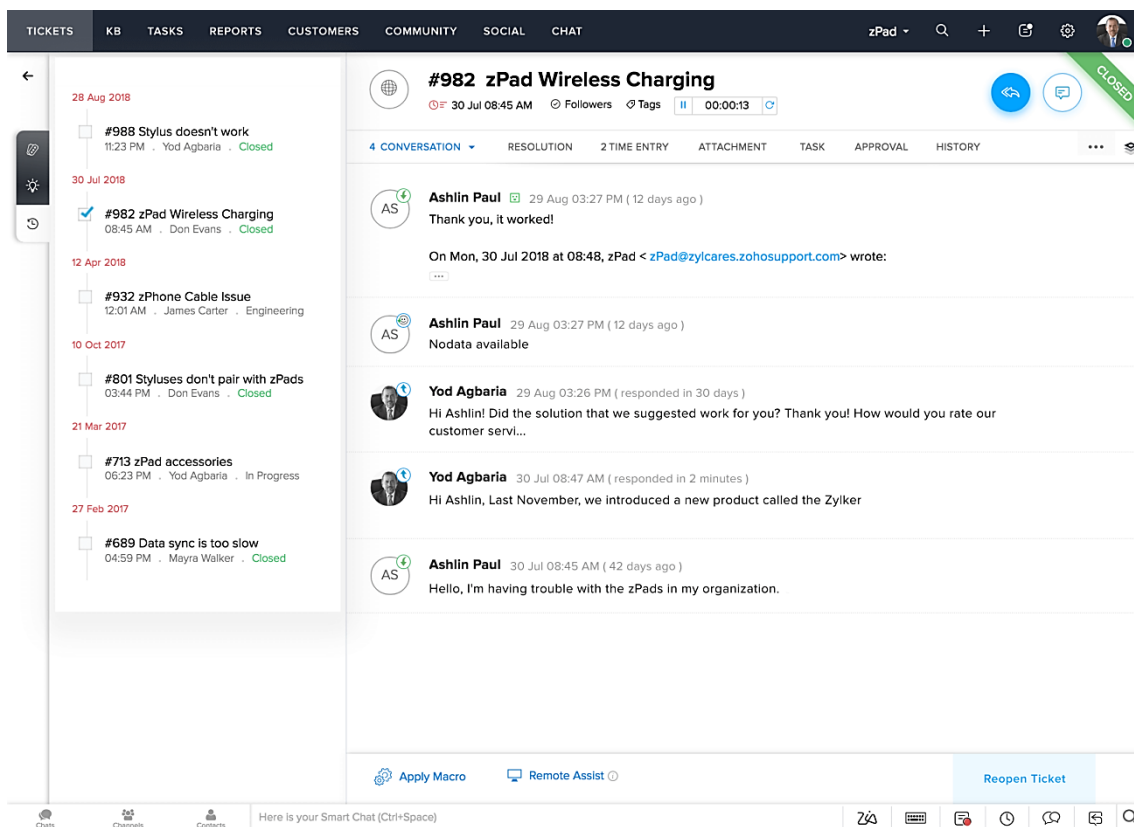 TICKETS KB TASKS REPORTS CUSTOMERS COMMUNITY SOCIAL CHAT zPad
28 Aug 2018
#988 Stylus doesn't work
11:23 PM . Yod Agbaria . Closed
30 Jul 2018
#982 zPad Wireless Charging
08:45 AM . Don Evans . Closed
12 Apr 2018
#932 zPhone Cable Issue
12:01 AM . James Carter . Engineering
10 Oct 2017
#801 Styluses don't pair with zPads
03:44 PM . Don Evans . Closed
21 Mar 2017
#713 zPad accessories
06:23 PM . Yod Agbaria . In Progress
27 Feb 2017
#689 Data sync is too slow
04:59 PM . Mayra Walker . Closed
#982 zPad Wireless Charging
30 Jul 08:45 AM Followers Tags 00:00:13
CLOSED
4 CONVERSATION RESOLUTION 2 TIME ENTRY ATTACHMENT TASK APPROVAL HISTORY
AS
Ashlin Paul 29 Aug 03:27 PM ( 12 days ago )
Thank you, it worked!
On Mon, 30 Jul 2018 at 08:48, zPad < zPad@zylcares.zohosupport.com> wrote:
AS
Ashlin Paul 29 Aug 03:27 PM ( 12 days ago )
Nodata available
Yod Agbaria 29 Aug 03:26 PM ( responded in 30 days )
Hi Ashlin! Did the solution that we suggested work for you? Thank you! How would you rate our
customer servi...
Yod Agbaria 30 Jul 08:47 AM ( responded in 2 minutes )
Hi Ashlin, Last November, we introduced a new product called the Zylker
AS
Ashlin Paul 30 Jul 08:45 AM ( 42 days ago )
Hello, I'm having trouble with the zPads in my organization.
Apply Macro Remote Assist Reopen Ticket
Chats Channels Contacts Here is your Smart Chat (Ctrl+Space)